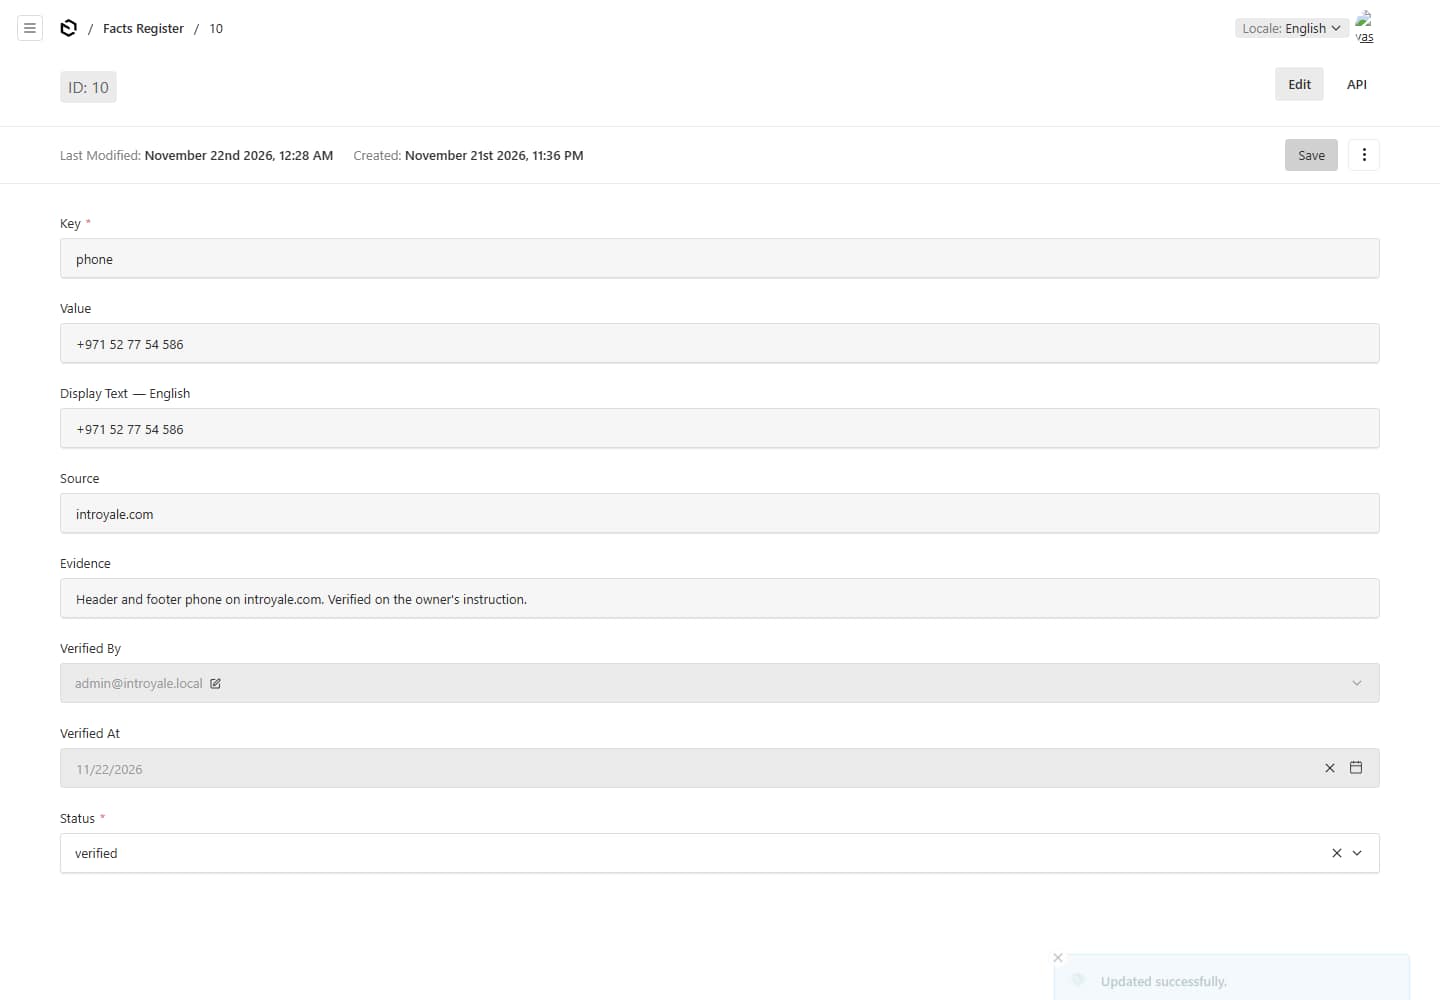 / Facts Register / 10
Locale: English
vas
ID: 10
Edit
API
Last Modified: November 22nd 2026, 12:28 AM
Created: November 21st 2026, 11:36 PM
Save
Key *
phone
Value
+971 52 77 54 586
Display Text — English
+971 52 77 54 586
Source
introyale.com
Evidence
Header and footer phone on introyale.com. Verified on the owner's instruction.
Verified By
admin@introyale.local
Verified At
11/22/2026
Status *
verified
Updated successfully.